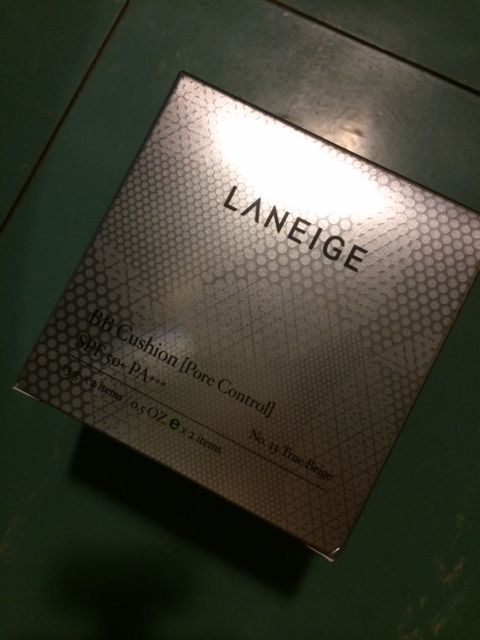 LANEIGE
BB Cushion [Pore Control]
SPF 50+ PA+++
No. 13 True Beige
15g x 2 items / 0.5 OZ. e x 2 items